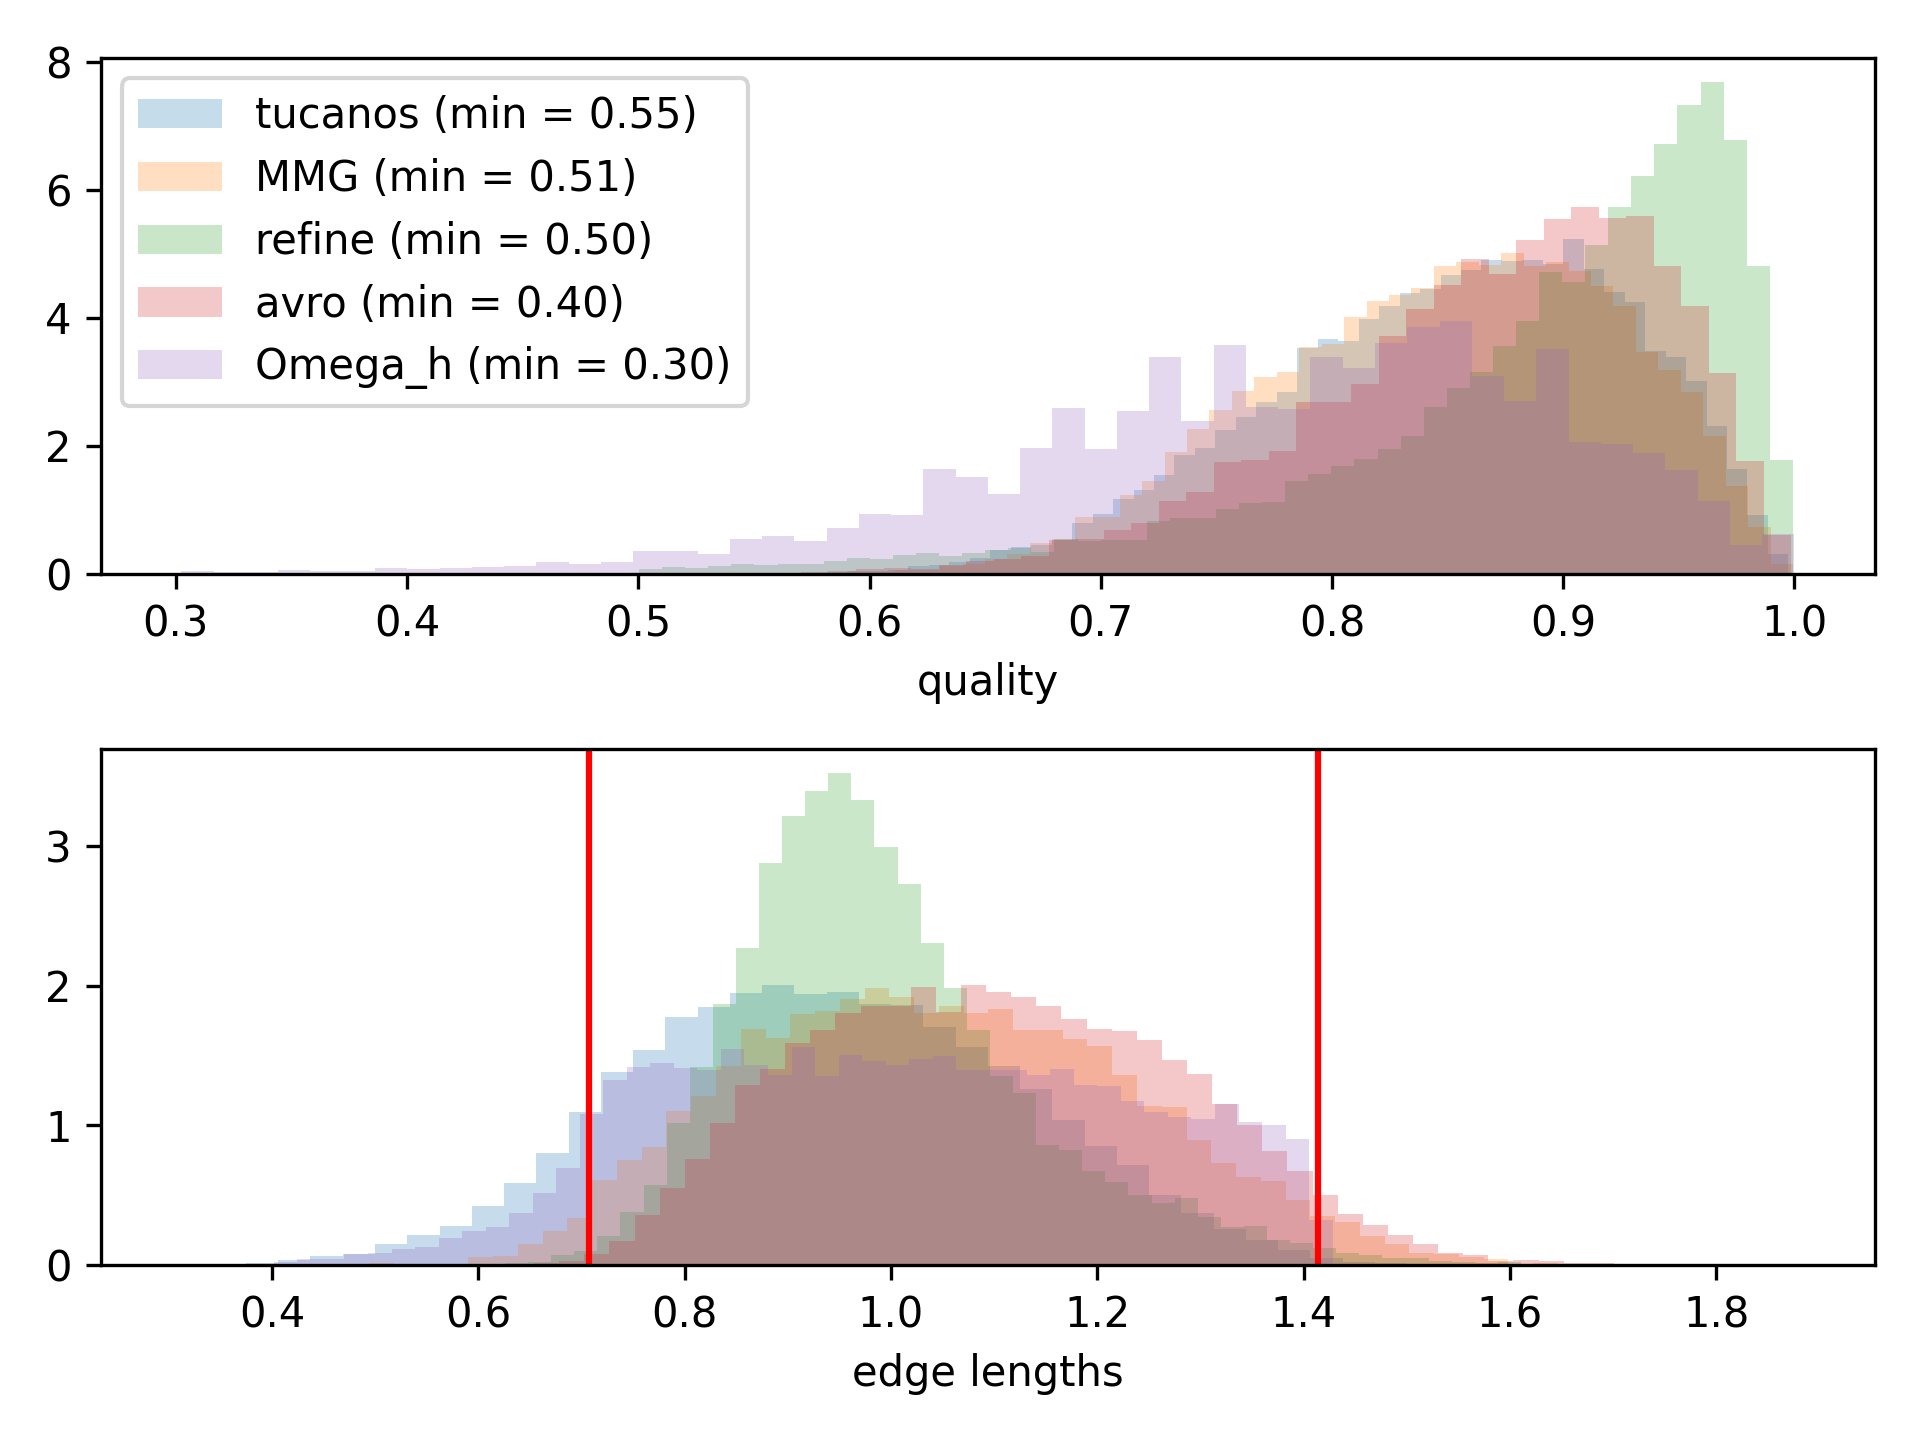 8
6
4
2
0
tucanos (min = 0.55)
MMG (min = 0.51)
refine (min = 0.50)
avro (min = 0.40)
Omega_h (min = 0.30)
0.3 0.4 0.5 0.6 0.7 0.8 0.9 1.0
quality
3
2
1
0
0.4 0.6 0.8 1.0 1.2 1.4 1.6 1.8
edge lengths